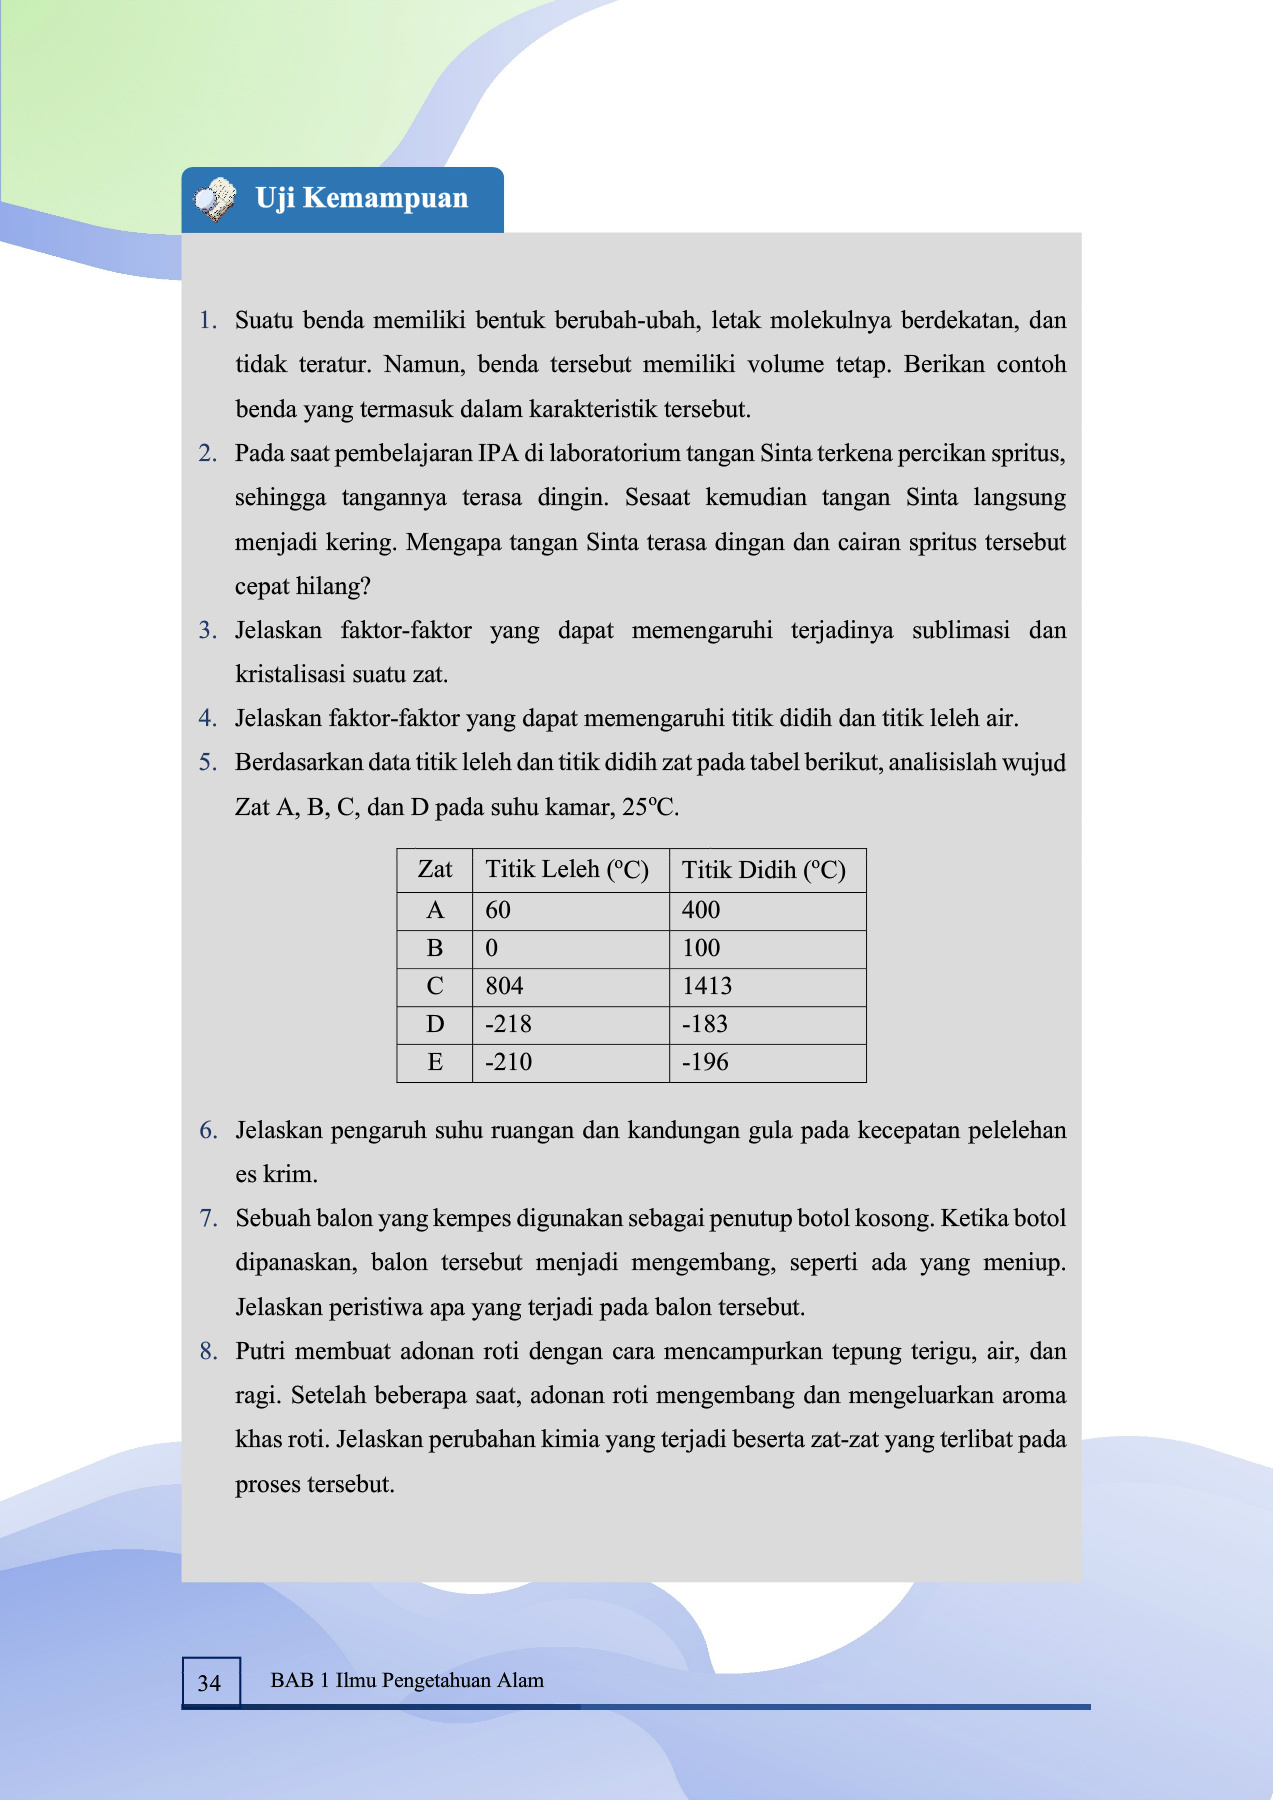 Uji Kemampuan
1. Suatu benda memiliki bentuk berubah-ubah, letak molekulnya berdekatan, dan
tidak teratur. Namun, benda tersebut memiliki volume tetap. Berikan contoh
benda yang termasuk dalam karakteristik tersebut.
2. Pada saat pembelajaran IPA di laboratorium tangan Sinta terkena percikan spritus,
sehingga tangannya terasa dingin. Sesaat kemudian tangan Sinta langsung
menjadi kering. Mengapa tangan Sinta terasa dingan dan cairan spritus tersebut
cepat hilang?
3. Jelaskan faktor-faktor yang dapat memengaruhi terjadinya sublimasi dan
kristalisasi suatu zat.
4. Jelaskan faktor-faktor yang dapat memengaruhi titik didih dan titik leleh air.
5. Berdasarkan data titik leleh dan titik didih zat pada tabel berikut, analisislah wujud
Zat A, B, C, dan D pada suhu kamar, 25°C.
Zat Titik Leleh (°C) Titik Didih (°C)
A 60 400
B 0 100
C 804 1413
D -218 -183
E -210 -196
6. Jelaskan pengaruh suhu ruangan dan kandungan gula pada kecepatan pelelehan
es krim.
7. Sebuah balon yang kempes digunakan sebagai penutup botol kosong. Ketika botol
dipanaskan, balon tersebut menjadi mengembang, seperti ada yang meniup.
Jelaskan peristiwa apa yang terjadi pada balon tersebut.
8. Putri membuat adonan roti dengan cara mencampurkan tepung terigu, air, dan
ragi. Setelah beberapa saat, adonan roti mengembang dan mengeluarkan aroma
khas roti. Jelaskan perubahan kimia yang terjadi beserta zat-zat yang terlibat pada
proses tersebut.
34 BAB 1 Ilmu Pengetahuan Alam